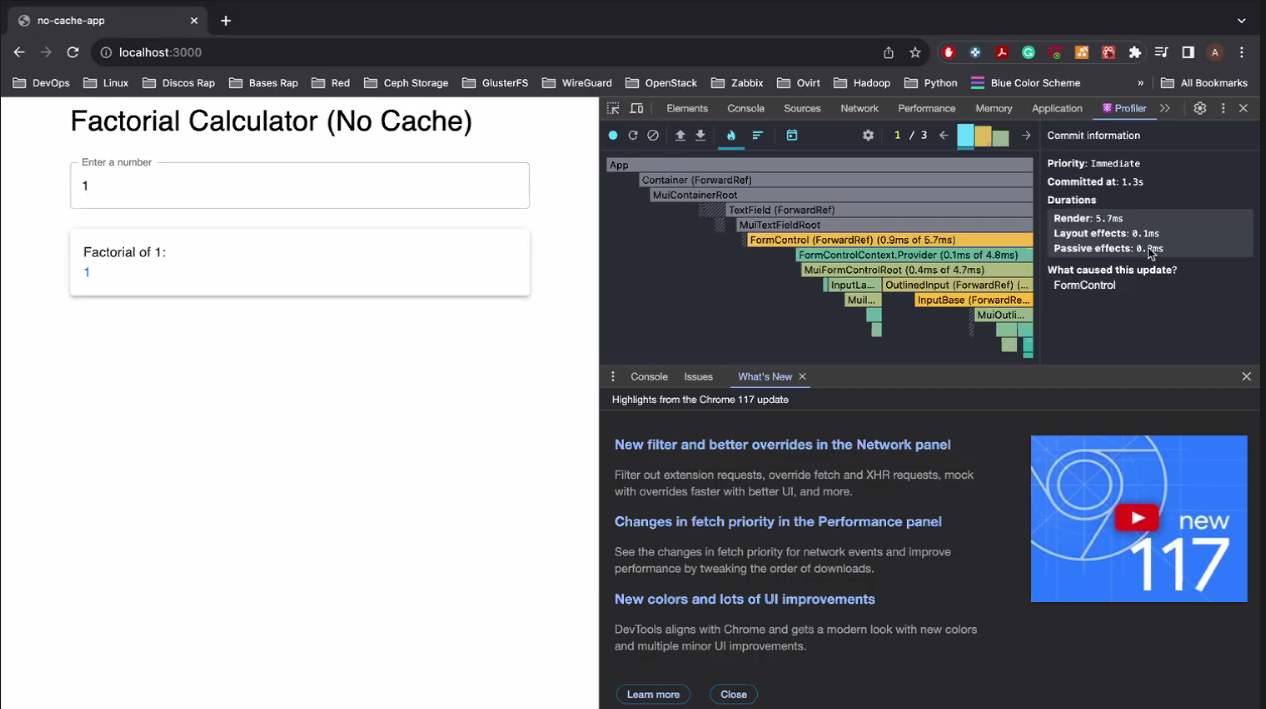 no-cache-app
localhost:3000
A
DevOps Linux Discos Rap Bases Rap Red Ceph Storage GlusterFS WireGuard OpenStack Zabbix Ovirt Hadoop Python Blue Color Scheme » All Bookmarks
Factorial Calculator (No Cache)
Enter a number
1
Factorial of 1:
1
Elements Console Sources Network Performance Memory Application Profiler
1 / 3
App
Container (ForwardRef)
MuiContainerRoot
TextField (ForwardRef)
MuiTextFieldRoot
FormControl (ForwardRef) (0.9ms of 5.7ms)
FormControlContext.Provider (0.1ms of 4.8ms)
MuiFormControlRoot (0.4ms of 4.7ms)
InputLa... OutlinedInput (ForwardRef) (...
MuiI... InputBase (ForwardRe...
MuiOutli...
Commit information
Priority: Immediate
Committed at: 1.3s
Durations
Render: 5.7ms
Layout effects: 0.1ms
Passive effects:
What caused this update?
FormControl
Console Issues What's New
Highlights from the Chrome 117 update
New filter and better overrides in the Network panel
Filter out extension requests, override fetch and XHR requests, mock
with overrides faster with better UI, and more.
Changes in fetch priority in the Performance panel
See the changes in fetch priority for network events and improve
performance by tweaking the order of downloads.
New colors and lots of UI improvements
DevTools aligns with Chrome and gets a modern look with new colors
and multiple minor UI improvements.
new
117
Learn more Close